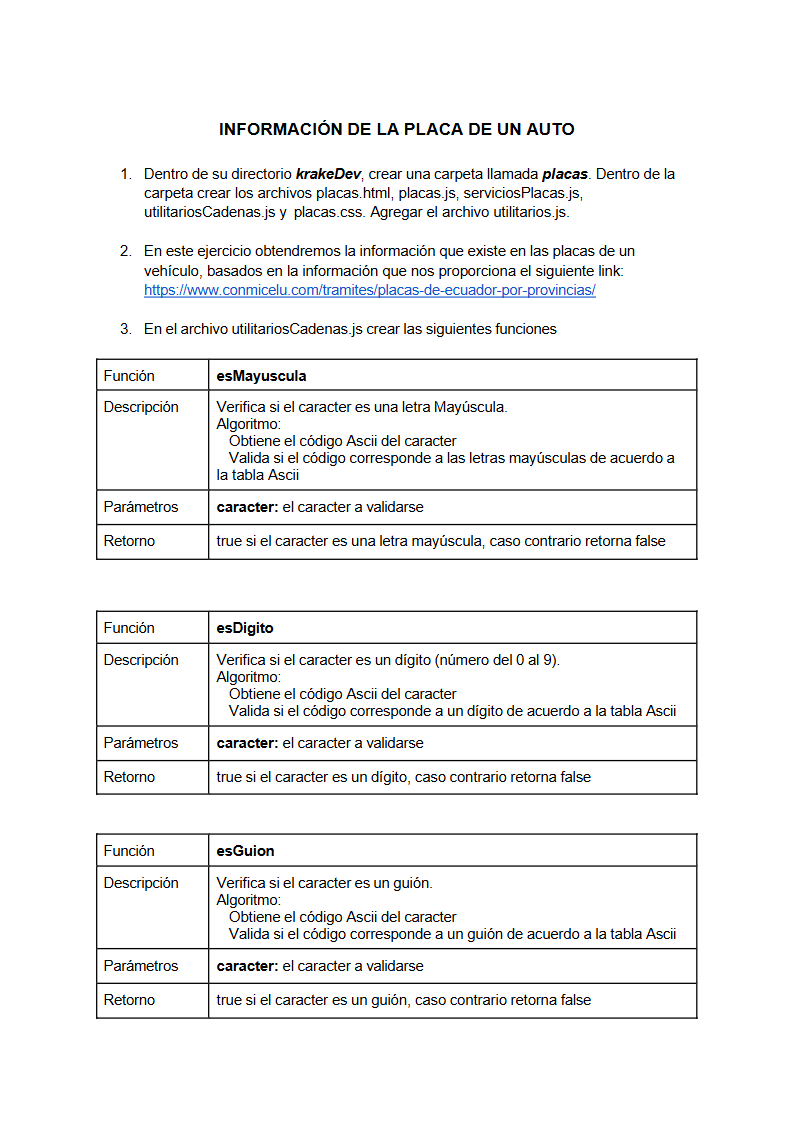 INFORMACIÓN DE LA PLACA DE UN AUTO
1. Dentro de su directorio krakeDev, crear una carpeta llamada placas. Dentro de la
carpeta crear los archivos placas.html, placas.js, serviciosPlacas.js,
utilitariosCadenas.js y placas.css. Agregar el archivo utilitarios.js.
2. En este ejercicio obtendremos la información que existe en las placas de un
vehículo, basados en la información que nos proporciona el siguiente link:
https://www.conmicelu.com/tramites/placas-de-ecuador-por-provincias/
3. En el archivo utilitariosCadenas.js crear las siguientes funciones
Función esMayuscula
Descripción Verifica si el caracter es una letra Mayúscula.
Algoritmo:
Obtiene el código Ascii del caracter
Valida si el código corresponde a las letras mayúsculas de acuerdo a
la tabla Ascii
Parámetros caracter: el caracter a validarse
Retorno true si el caracter es una letra mayúscula, caso contrario retorna false
Función esDigito
Descripción Verifica si el caracter es un dígito (número del 0 al 9).
Algoritmo:
Obtiene el código Ascii del caracter
Valida si el código corresponde a un dígito de acuerdo a la tabla Ascii
Parámetros caracter: el caracter a validarse
Retorno true si el caracter es un dígito, caso contrario retorna false
Función esGuion
Descripción Verifica si el caracter es un guión.
Algoritmo:
Obtiene el código Ascii del caracter
Valida si el código corresponde a un guión de acuerdo a la tabla Ascii
Parámetros caracter: el caracter a validarse
Retorno true si el caracter es un guión, caso contrario retorna false